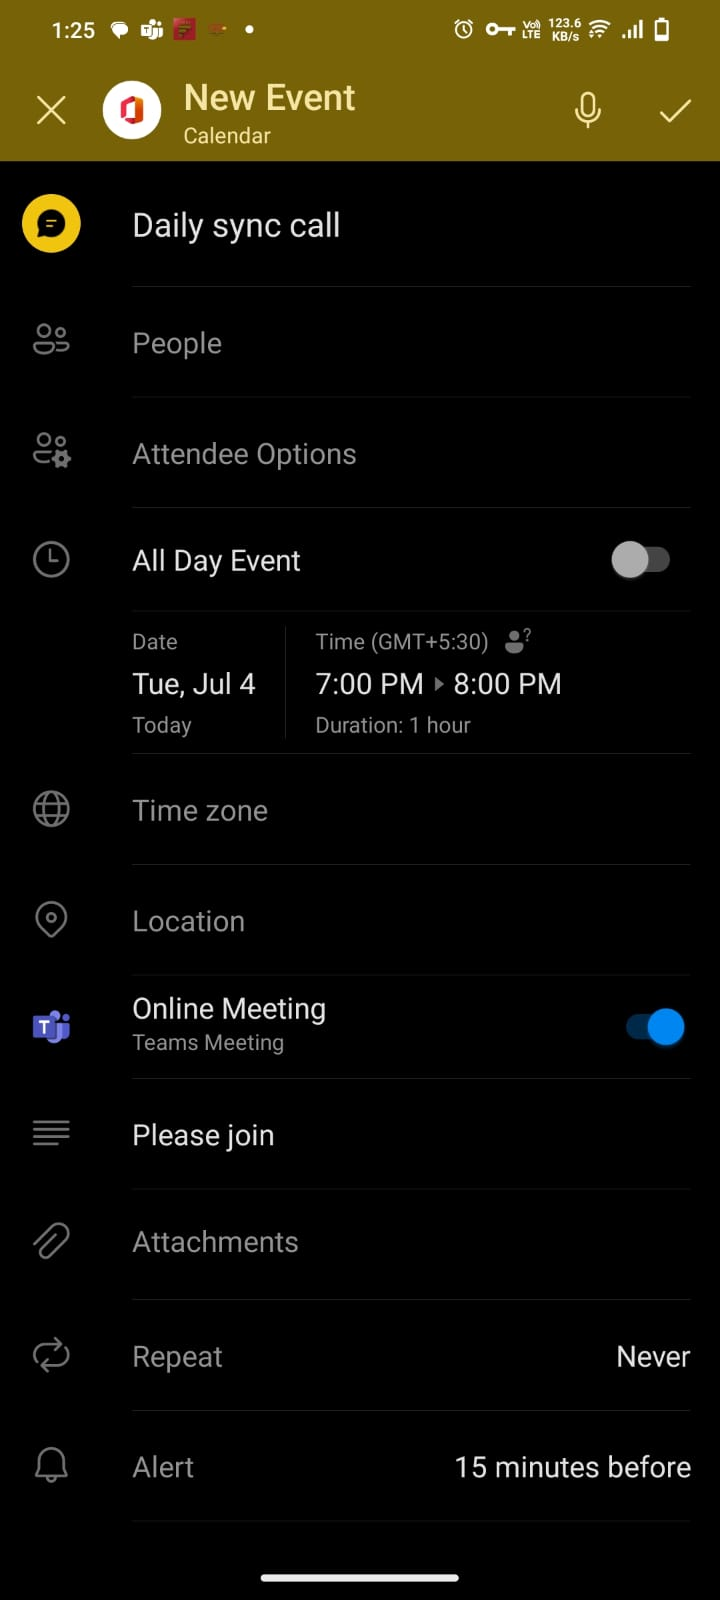 1:25
Vo)
LTE
123.6
KB/s
New Event
Calendar
Daily sync call
People
Attendee Options
All Day Event
Date
Time (GMT+5:30)
Tue, Jul 4
7:00 PM 8:00 PM
Today
Duration: 1 hour
Time zone
Location
T
Online Meeting
Teams Meeting
Please join
Attachments
Repeat
Never
Alert
15 minutes before